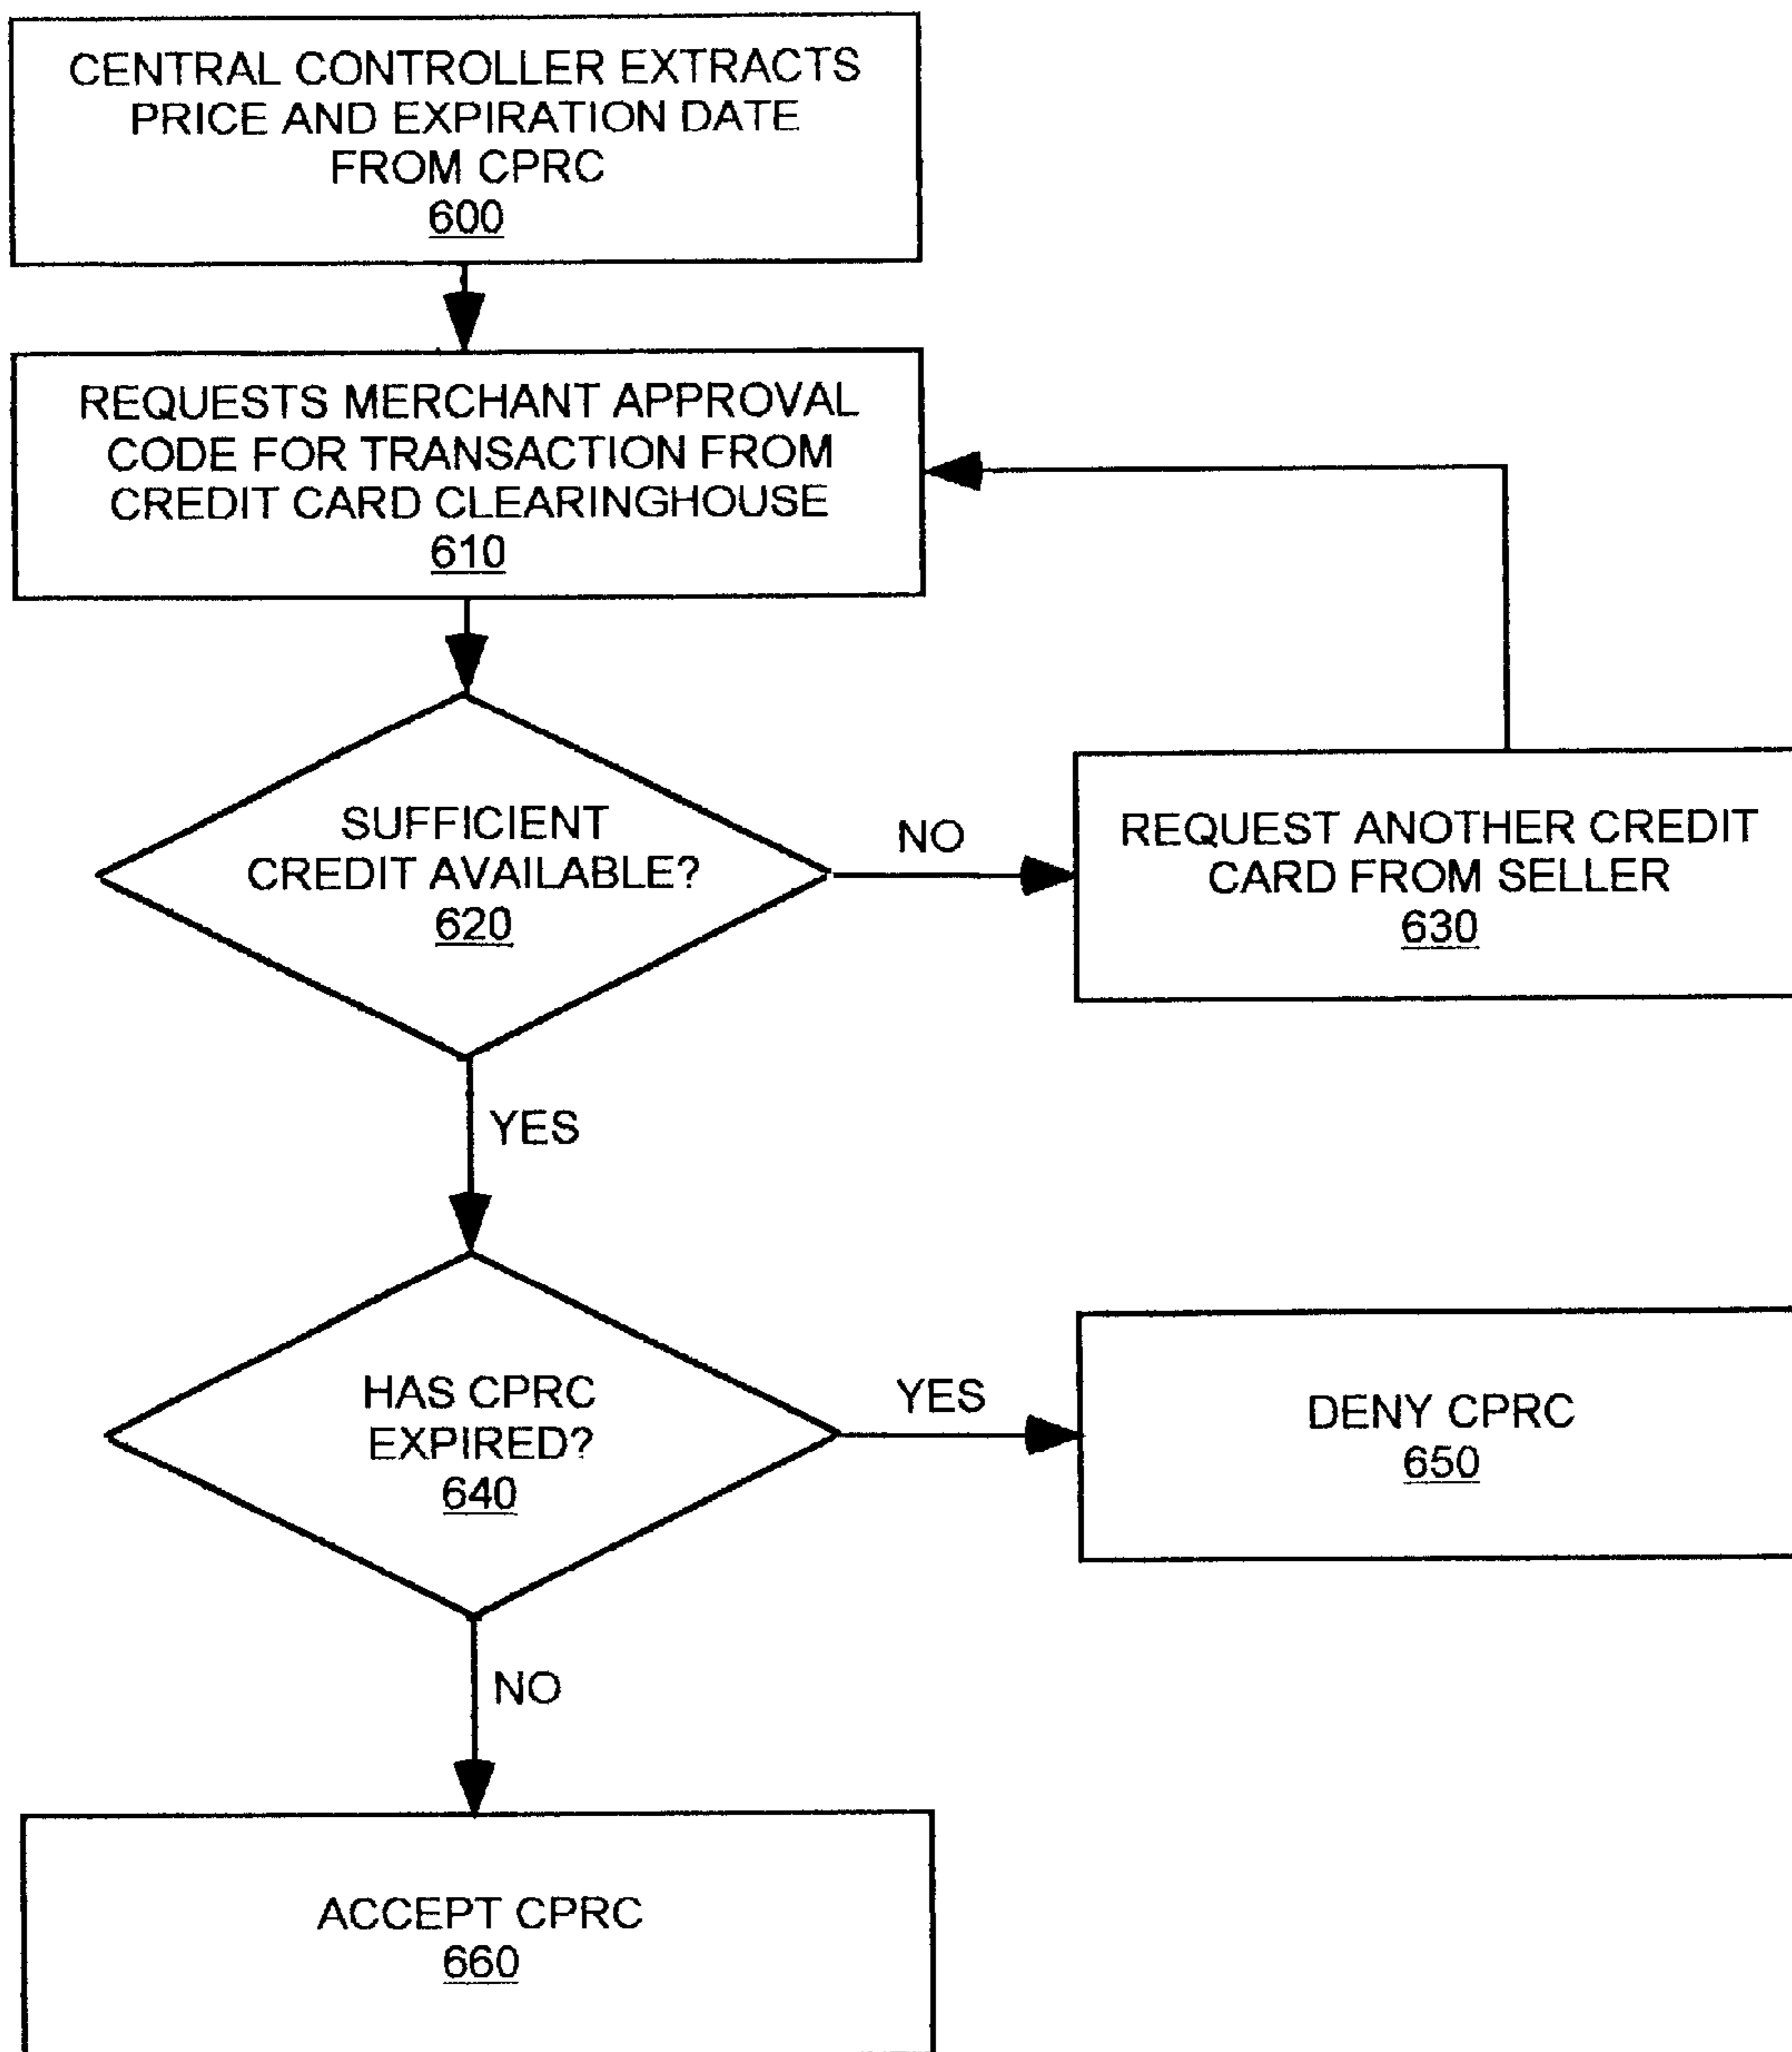 CENTRAL CONTROLLER EXTRACTS
PRICE AND EXPIRATION DATE
FROM CPRC
600
REQUESTS MERCHANT APPROVAL
CODE FOR TRANSACTION FROM
CREDIT CARD CLEARINGHOUSE
610
SUFFICIENT
CREDIT AVAILABLE?
620
NO
REQUEST ANOTHER CREDIT
CARD FROM SELLER
630
YES
HAS CPRC
EXPIRED?
640
YES
DENY CPRC
650
NO
ACCEPT CPRC
660